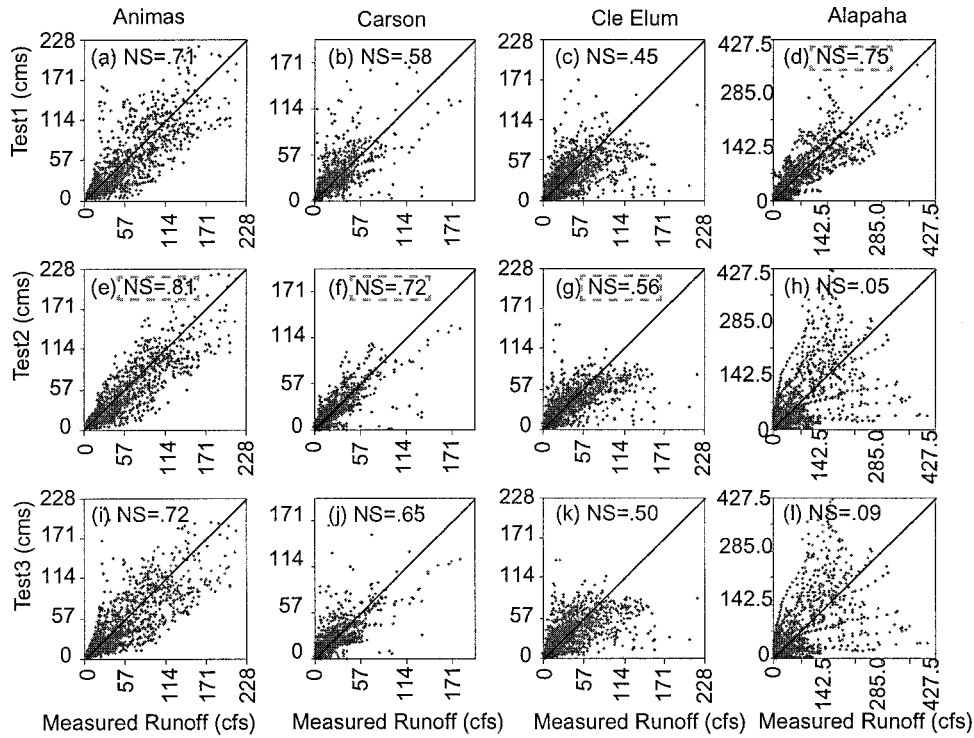 Animas Carson Cle Elum Alapaha
Test1 (cms)
228
171
114
57
0
(a) NS=.71
0 57 114 171 228
171
114
57
0
(b) NS=.58
0 57 114 171
228
171
114
57
0
(c) NS=.45
0 57 114 171 228
427.5
285.0
142.5
0
(d) NS=.75
142.5 285.0 427.5
Test2 (cms)
228
171
114
57
0
(e) NS=.81
0 57 114 171 228
171
114
57
0
(f) NS=.72
0 57 114 171
228
171
114
57
0
(g) NS=.56
0 57 114 171 228
427.5
285.0
142.5
0
(h) NS=.05
142.5 285.0 427.5
Test3 (cms)
228
171
114
57
0
(i) NS=.72
0 57 114 171 228
171
114
57
0
(j) NS=.65
0 57 114 171
228
171
114
57
0
(k) NS=.50
0 57 114 171 228
427.5
285.0
142.5
0
(l) NS=.09
142.5 285.0 427.5
Measured Runoff (cfs) Measured Runoff (cfs) Measured Runoff (cfs) Measured Runoff (cfs)